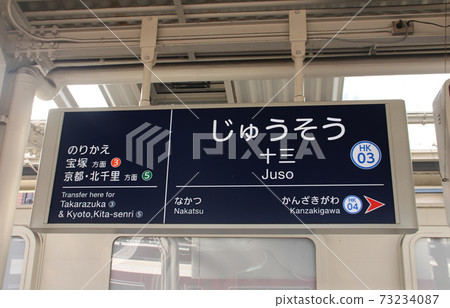 のりかえ
宝塚 方面 3
京都・北千里 方面 5
Transfer here for
Takarazuka 3
& Kyoto,Kita-senri 5
じゅうそう
十三
Juso
HK
03
なかつ
Nakatsu
かんざきがわ
Kanzakigawa
HK
04
PIXTA
73234087